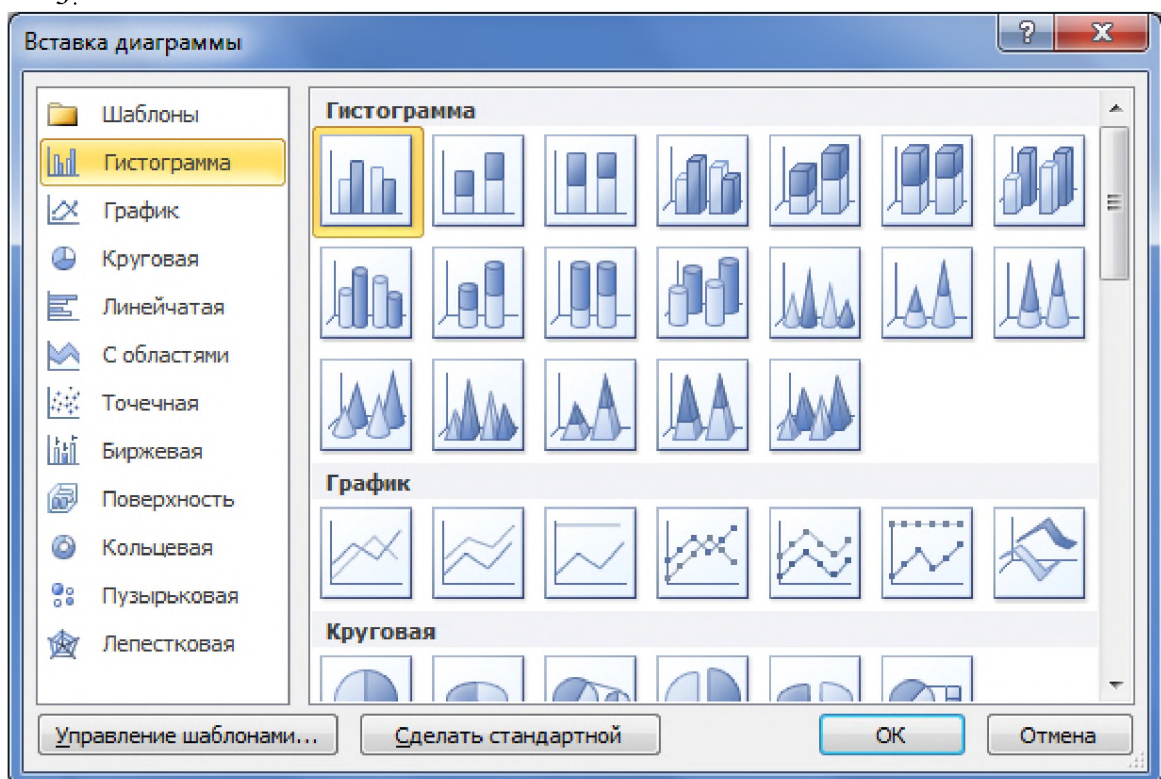 Вставка диаграммы
Шаблоны
Гистограмма
График
Круговая
Линейчатая
С областями
Точечная
Биржевая
Поверхность
Кольцевая
Пузырьковая
Лепестковая
Гистограмма
График
Круговая
Управление шаблонами...
Сделать стандартной
ОК
Отмена